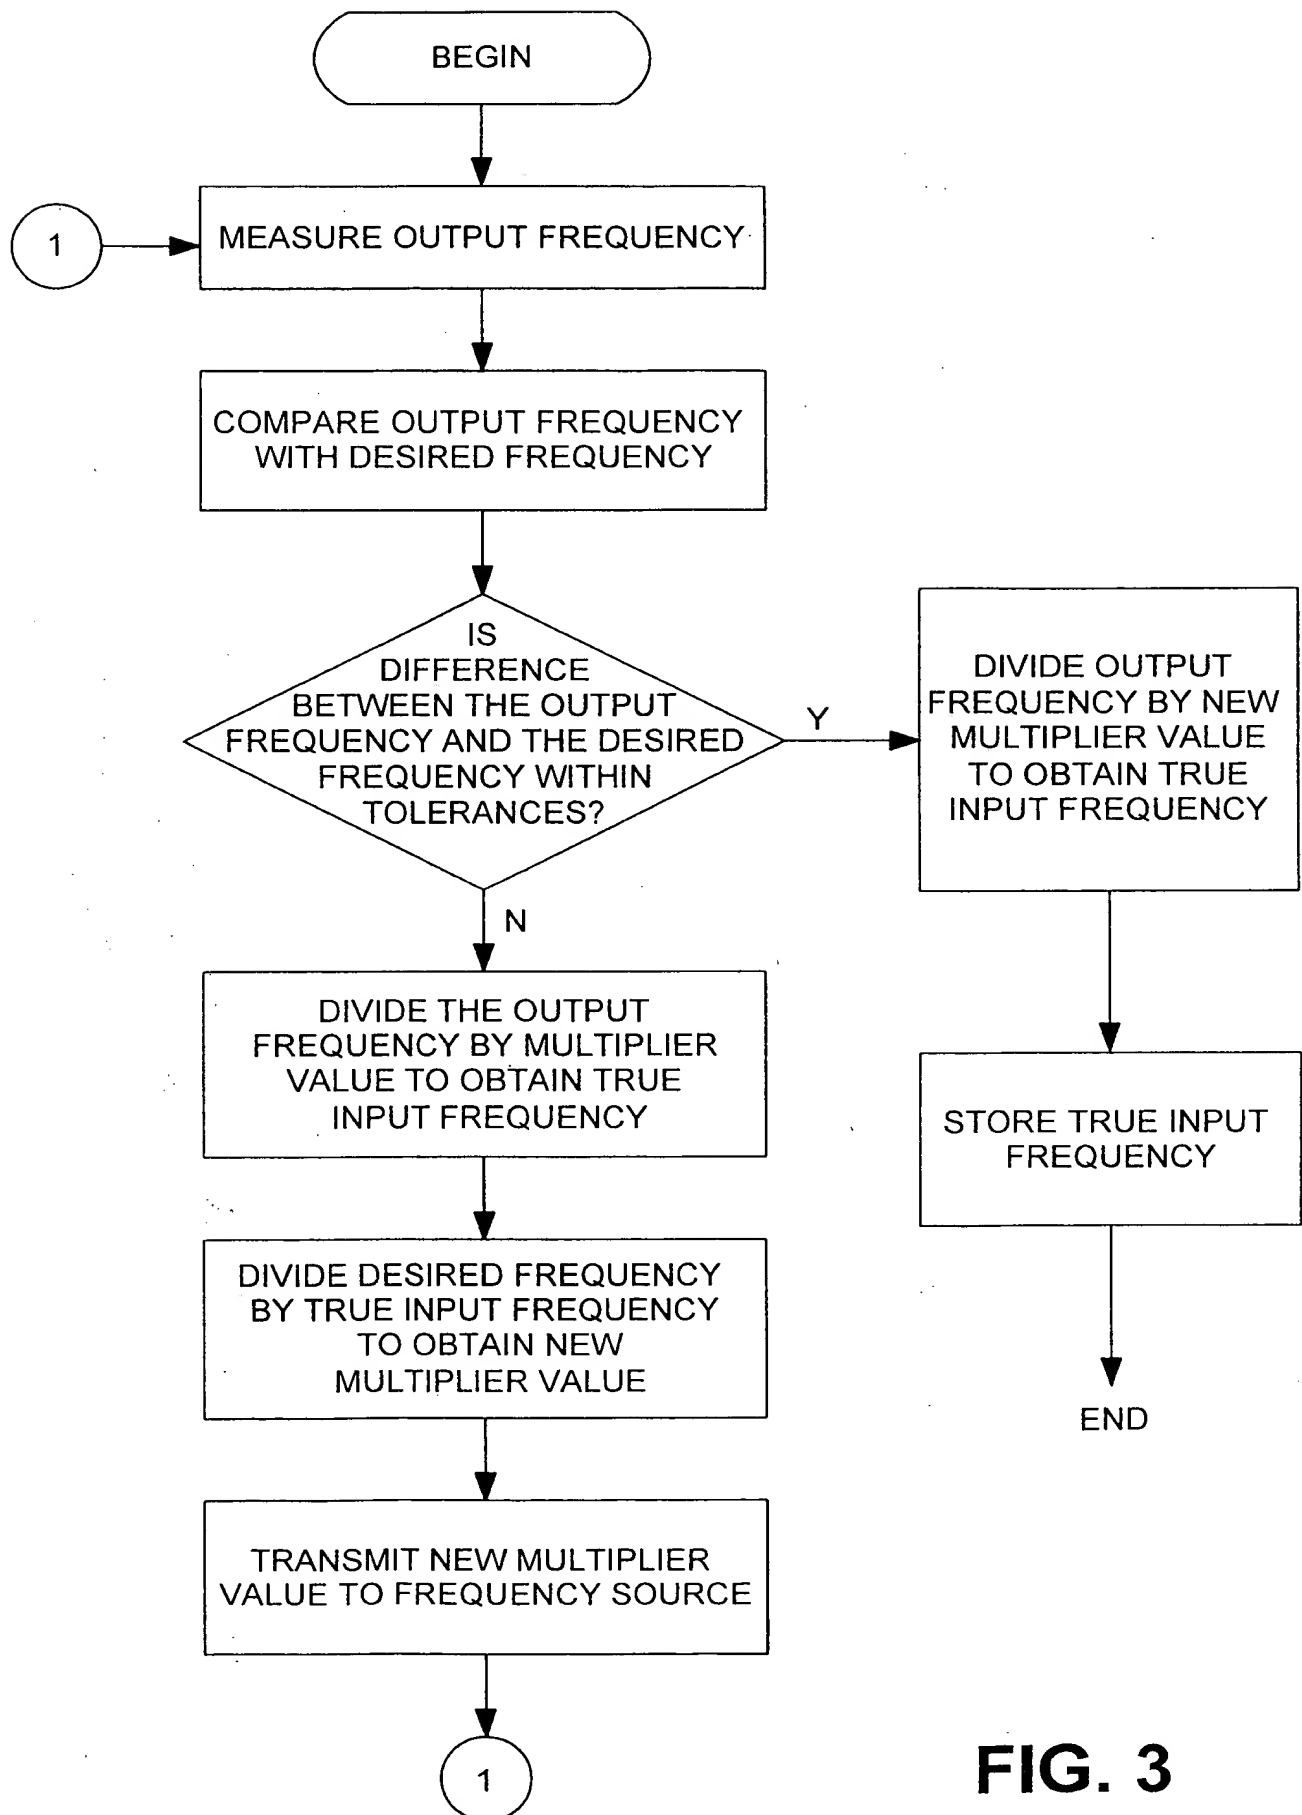 BEGIN
1
MEASURE OUTPUT FREQUENCY
COMPARE OUTPUT FREQUENCY
WITH DESIRED FREQUENCY
IS
DIFFERENCE
BETWEEN THE OUTPUT
FREQUENCY AND THE DESIRED
FREQUENCY WITHIN
TOLERANCES?
Y
DIVIDE OUTPUT
FREQUENCY BY NEW
MULTIPLIER VALUE
TO OBTAIN TRUE
INPUT FREQUENCY
N
DIVIDE THE OUTPUT
FREQUENCY BY MULTIPLIER
VALUE TO OBTAIN TRUE
INPUT FREQUENCY
STORE TRUE INPUT
FREQUENCY
DIVIDE DESIRED FREQUENCY
BY TRUE INPUT FREQUENCY
TO OBTAIN NEW
MULTIPLIER VALUE
END
TRANSMIT NEW MULTIPLIER
VALUE TO FREQUENCY SOURCE
1
FIG. 3